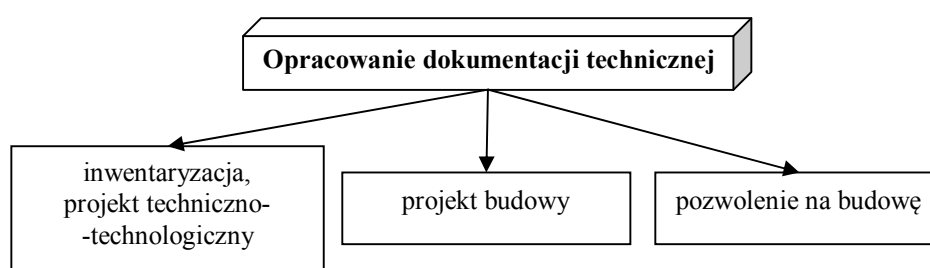 Opracowanie dokumentacji technicznej
inwentaryzacja,
projekt techniczno-
-technologiczny
projekt budowy
pozwolenie na budowę